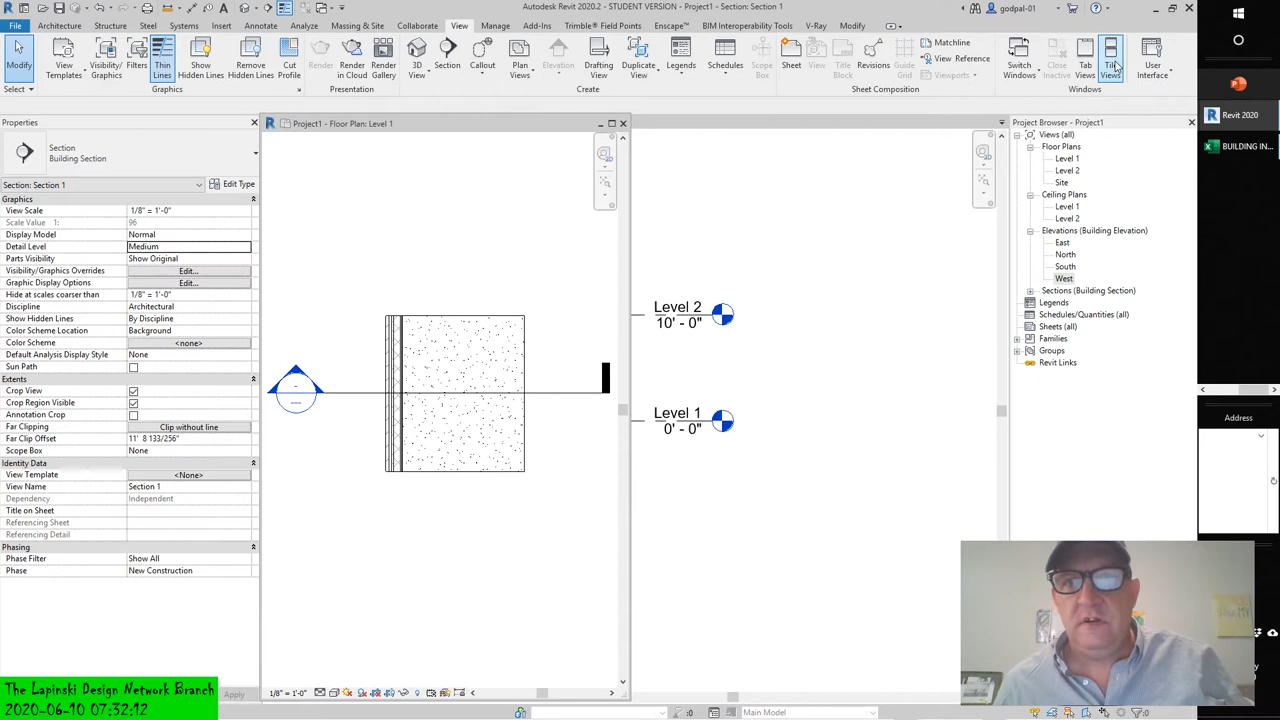 Autodesk Revit 2020.2 - STUDENT VERSION - Project1 - Section: Section 1
godpal-01
File Architecture Structure Steel Systems Insert Annotate Analyze Massing & Site Collaborate View Manage Add-Ins Trimble® Field Points Enscape™ BIM Interoperability Tools V-Ray Modify
Modify
View Templates
Visibility/ Graphics
Filters
Thin Lines
Show Hidden Lines
Remove Hidden Lines
Cut Profile
Render
Render in Cloud
Render Gallery
3D View
Section
Callout
Plan Views
Elevation
Drafting View
Duplicate View
Legends
Schedules
Scope Box
Sheet
View
Title Block
Revisions
Guide Grid
Matchline
View Reference
Viewports
Switch Windows
Close Inactive
Tab Views
Tile Views
User Interface
Select Graphics Presentation Create Sheet Composition Windows
Properties
Section
Building Section
Section: Section 1
Edit Type
Graphics
View Scale 1/8" = 1'-0"
Scale Value 1: 96
Display Model Normal
Detail Level Medium
Parts Visibility Show Original
Visibility/Graphics Overrides Edit...
Graphic Display Options Edit...
Hide at scales coarser than 1/8" = 1'-0"
Discipline Architectural
Show Hidden Lines By Discipline
Color Scheme Location Background
Color Scheme <none>
Default Analysis Display Style None
Sun Path
Extents
Crop View
Crop Region Visible
Annotation Crop
Far Clipping Clip without line
Far Clip Offset 11' 8 133/256"
Scope Box None
Identity Data
View Template <None>
View Name Section 1
Dependency Independent
Title on Sheet
Referencing Sheet
Referencing Detail
Phasing
Phase Filter Show All
Phase New Construction
Apply
Project1 - Floor Plan: Level 1
Level 2
10' - 0"
Level 1
0' - 0"
1/8" = 1'-0"
:0
Main Model
:0
Project Browser - Project1
Views (all)
Floor Plans
Level 1
Level 2
Site
Ceiling Plans
Level 1
Level 2
Elevations (Building Elevation)
East
North
South
West
Sections (Building Section)
Legends
Schedules/Quantities (all)
Sheets (all)
Families
Groups
Revit Links
Revit 2020
BUILDING IN...
Address
The Lapinski Design Network Branch
2020-06-10 07:32:12